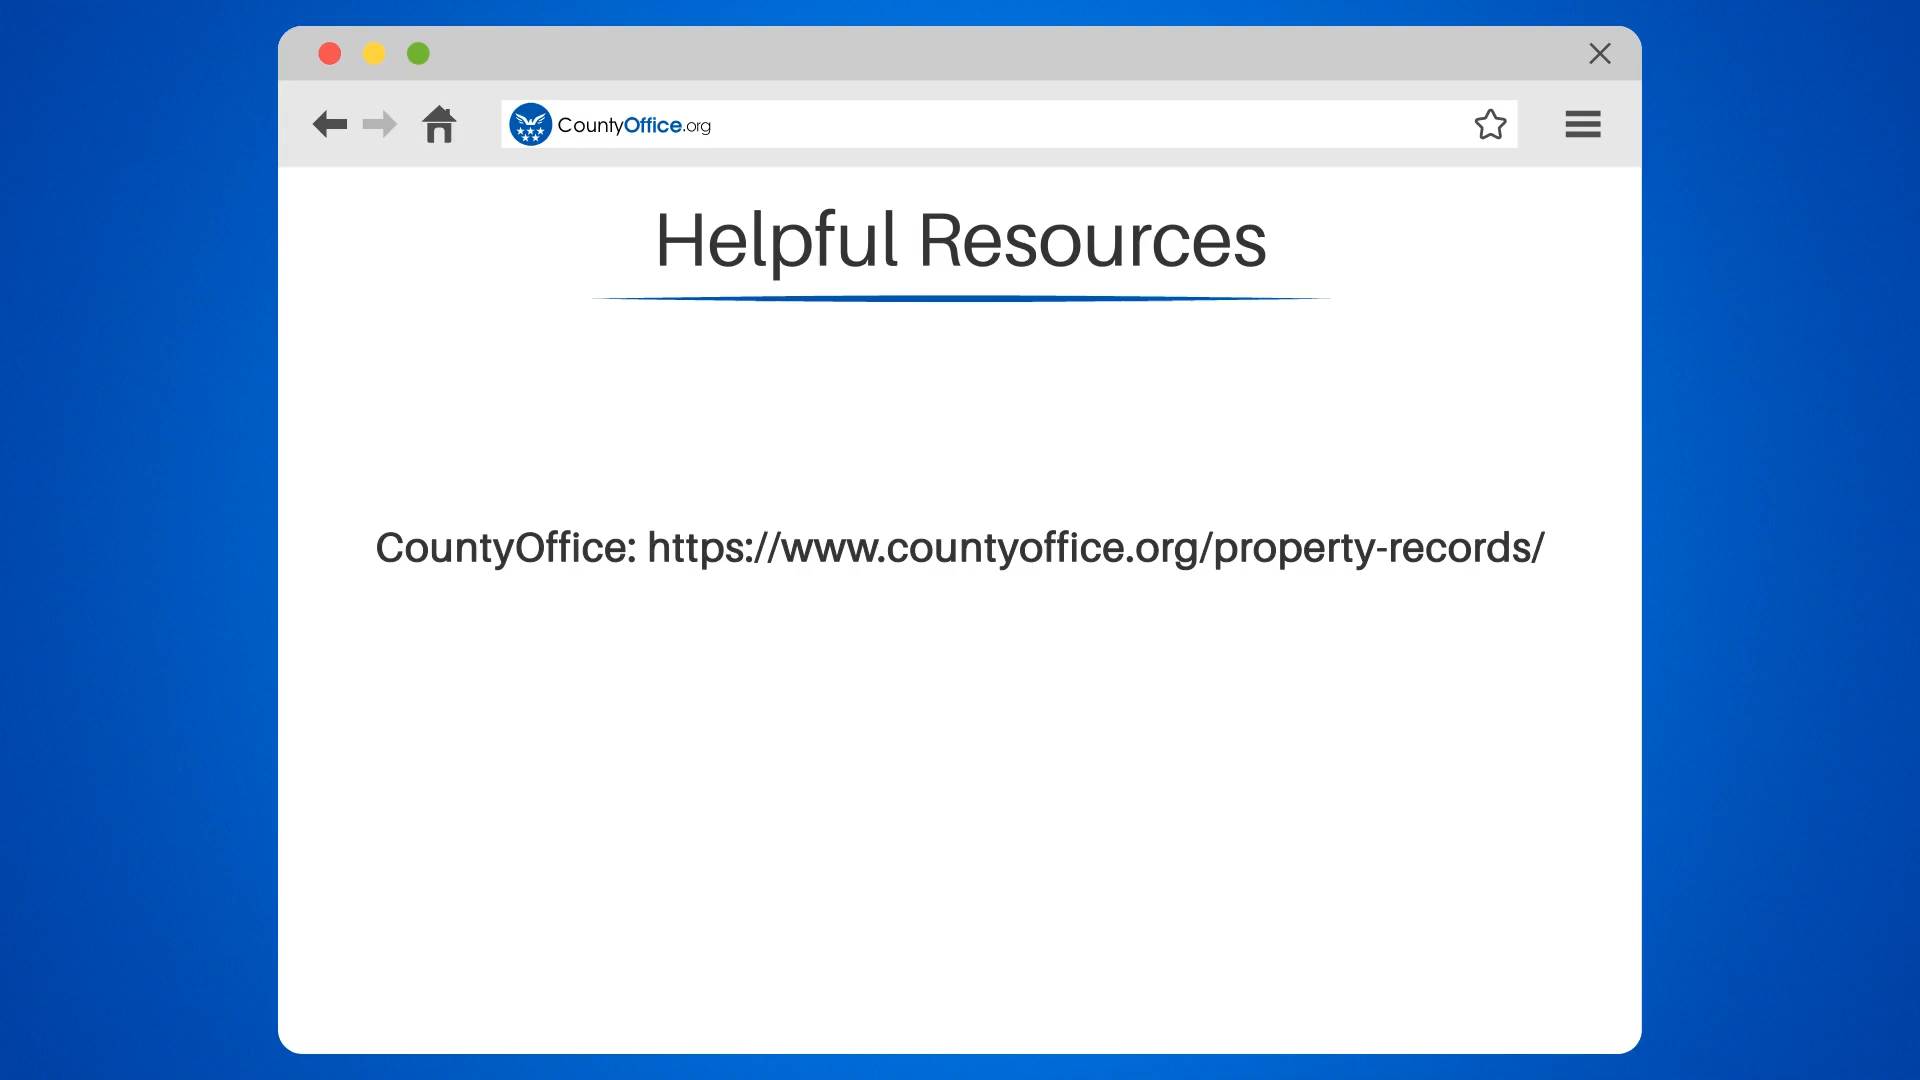 CountyOffice.org
Helpful Resources
CountyOffice: https://www.countyoffice.org/property-records/